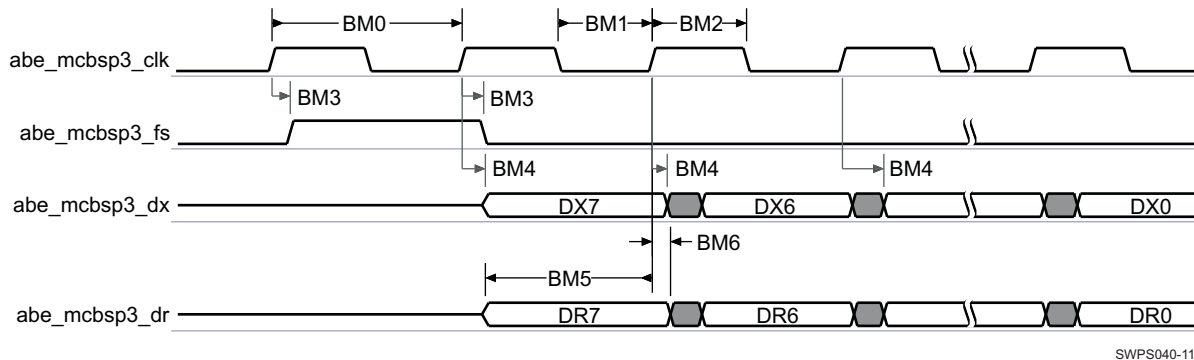 BM0 BM1 BM2
abe_mcbsp3_clk
BM3 BM3
abe_mcbsp3_fs
BM4 BM4 BM4
abe_mcbsp3_dx DX7 DX6 DX0
BM6
BM5
abe_mcbsp3_dr DR7 DR6 DR0
SWPS040-11